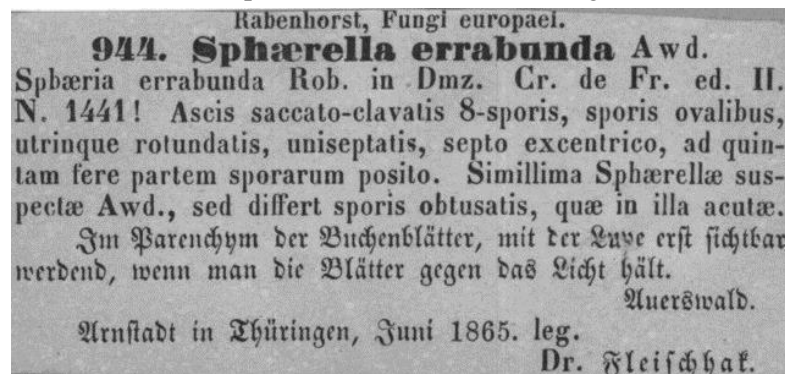 Rabenhorst, Fungi europaei.
944. Sphærella errabunda Awd.
Sphæria errabunda Rob. in Dmz. Cr. de Fr. ed. II.
N. 1441! Ascis saccato-clavatis 8-sporis, sporis ovalibus,
utrinque rotundatis, uniseptatis, septo excentrico, ad quin-
tam fere partem sporarum posito. Simillima Sphærellæ sus-
pectæ Awd., sed differt sporis obtusatis, quæ in illa acutæ.
Im Parenchym der Buchenblätter, mit der Lupe erst sichtbar
werdend, wenn man die Blätter gegen das Licht hält.
Auerswald.
Arnstadt in Thüringen, Juni 1865. leg.
Dr. Fleischhak.